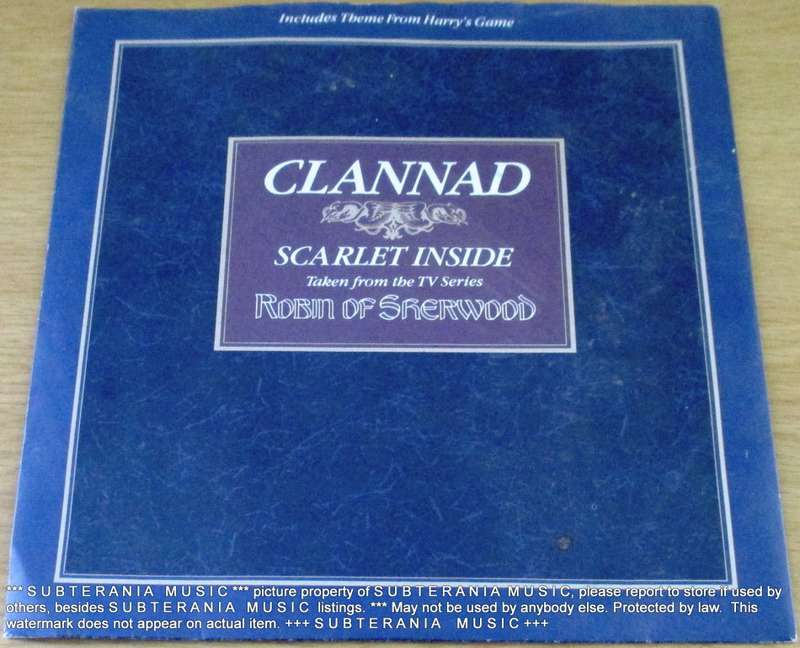 Includes Theme From Harry's Game
CLANNAD
SCARLET INSIDE
Taken from the TV Series
ROBIN OF SHERWOOD
*** S U B T E R A N I A   M U S I C *** picture property of S U B T E R A N I A  M U S I C, please report to store if used by
others, besides S U B T E R A N I A   M U S I C  listings. *** May not be used by anybody else. Protected by law.  This
watermark does not appear on actual item. +++ S U B T E R A N I A    M U S I C +++